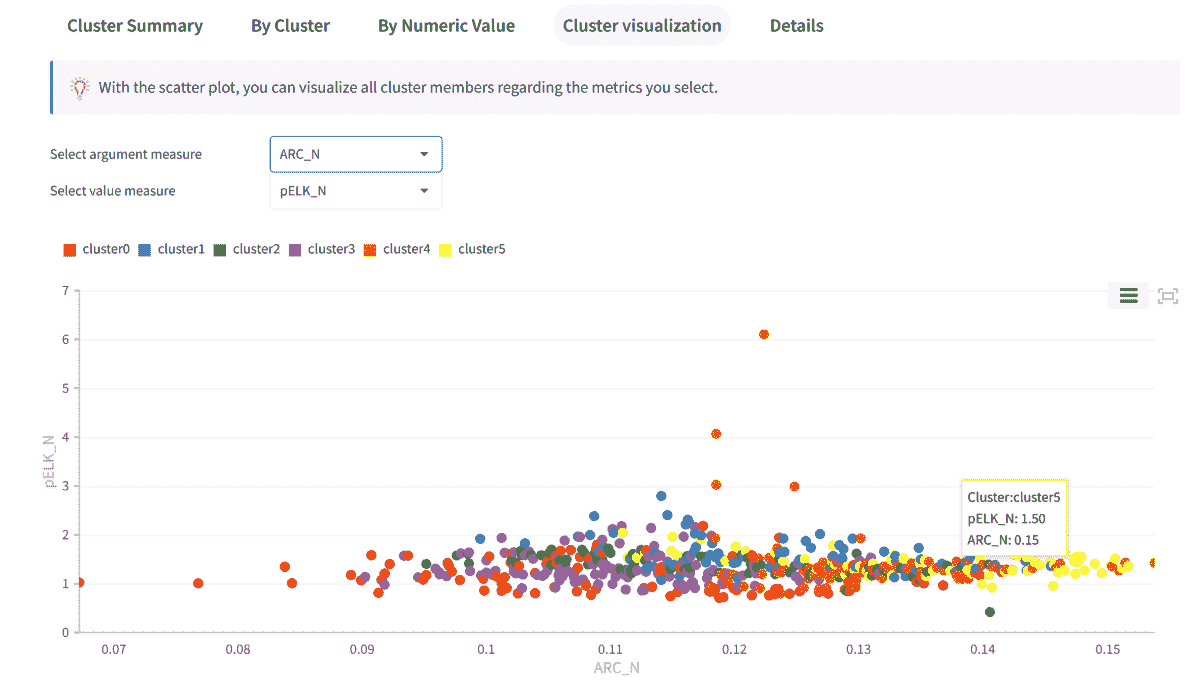 Cluster Summary By Cluster By Numeric Value Cluster visualization Details
With the scatter plot, you can visualize all cluster members regarding the metrics you select.
Select argument measure ARC_N
Select value measure pELK_N
cluster0 cluster1 cluster2 cluster3 cluster4 cluster5
7
6
5
4
3
2
1
0
pELK_N
Cluster:cluster5
pELK_N: 1.50
ARC_N: 0.15
0.07 0.08 0.09 0.1 0.11 0.12 0.13 0.14 0.15
ARC_N